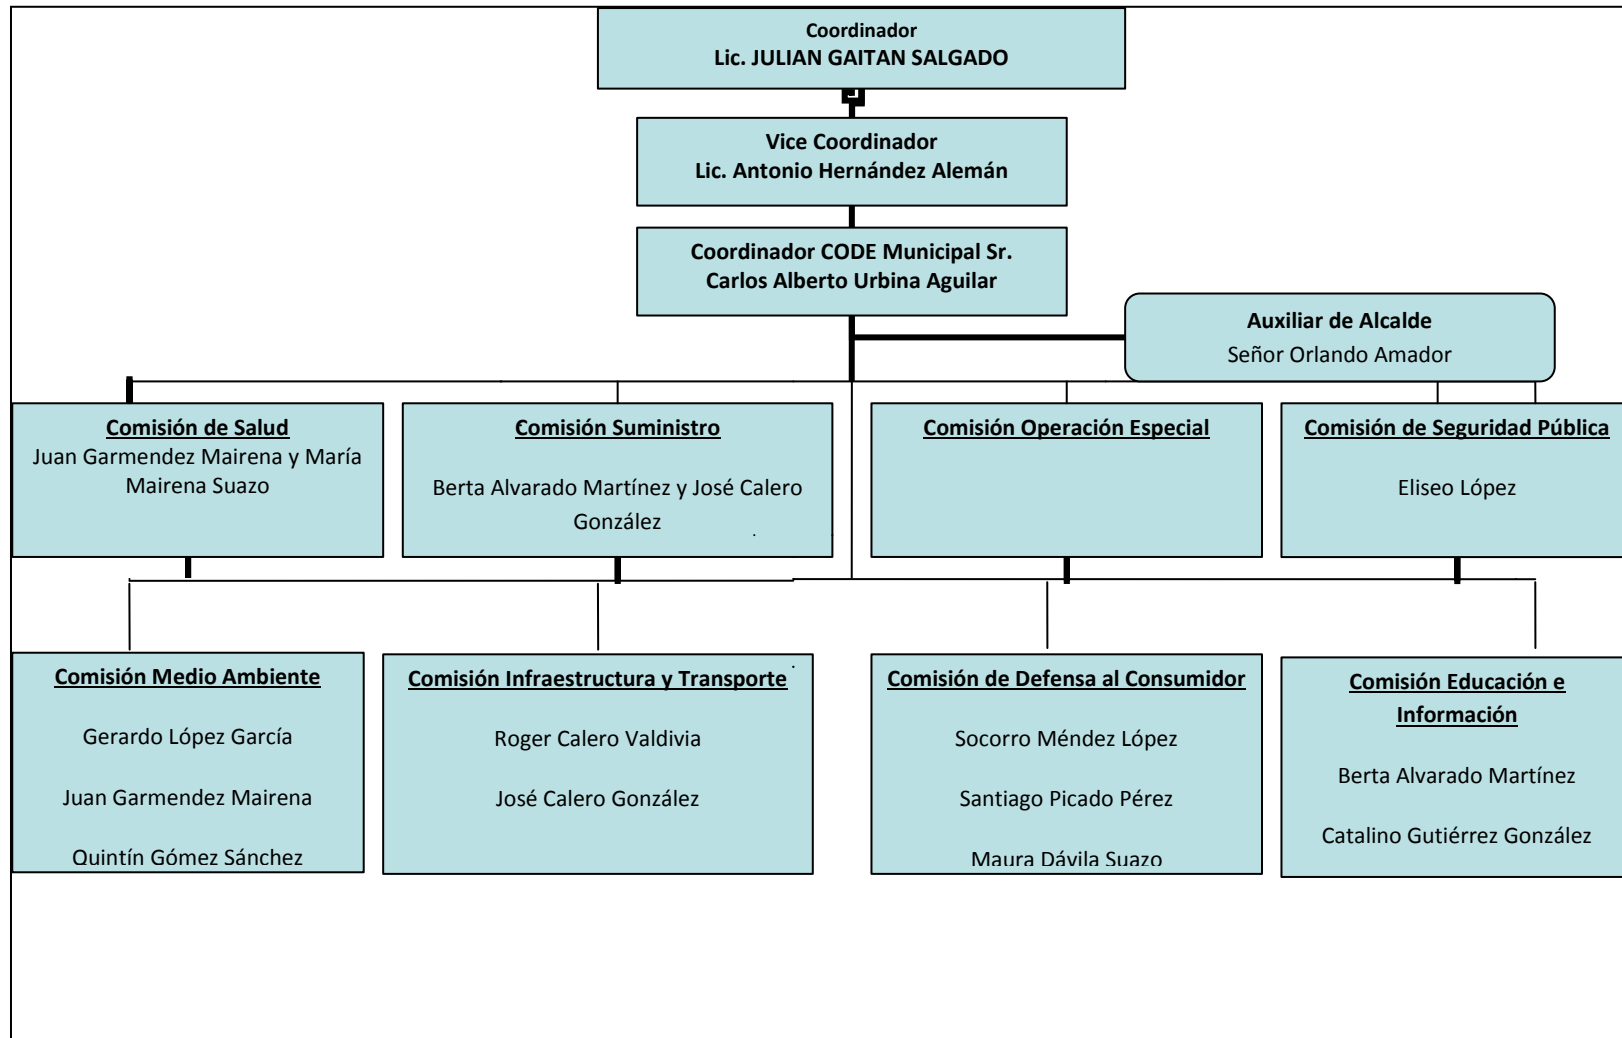 Coordinador
Lic. JULIAN GAITAN SALGADO
Vice Coordinador
Lic. Antonio Hernández Alemán
Coordinador CODE Municipal Sr.
Carlos Alberto Urbina Aguilar
Auxiliar de Alcalde
Señor Orlando Amador
Comisión de Salud
Juan Garmendez Mairena y María
Mairena Suazo
Comisión Suministro
Berta Alvarado Martínez y José Calero
González
Comisión Operación Especial
Comisión de Seguridad Pública
Eliseo López
Comisión Medio Ambiente
Gerardo López García
Juan Garmendez Mairena
Quintín Gómez Sánchez
Comisión Infraestructura y Transporte
Roger Calero Valdivia
José Calero González
Comisión de Defensa al Consumidor
Socorro Méndez López
Santiago Picado Pérez
Maura Dávila Suazo
Comisión Educación e
Información
Berta Alvarado Martínez
Catalino Gutiérrez González